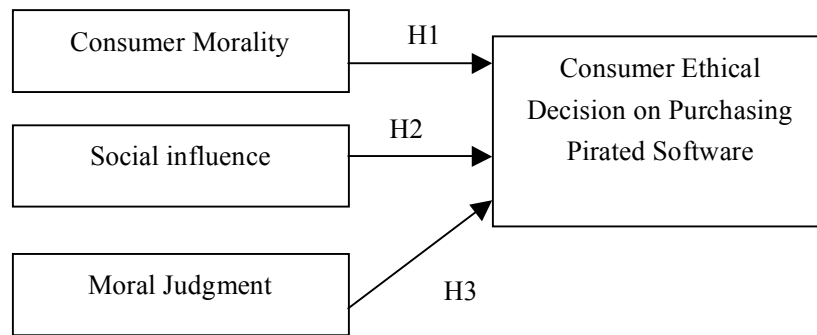 Consumer Morality
H1
Consumer Ethical
Decision on Purchasing
Pirated Software
Social influence
H2
Moral Judgment
H3